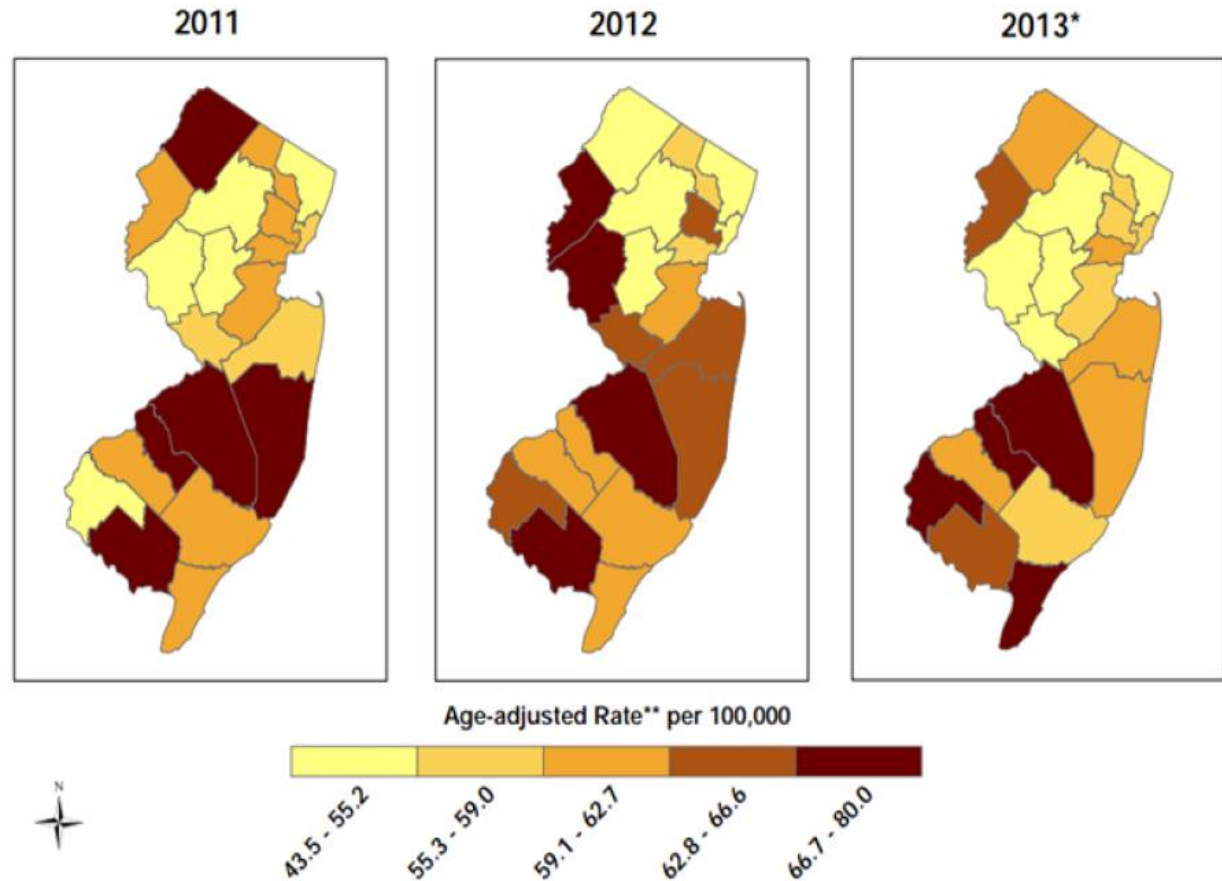 2011 2012 2013*
Age-adjusted Rate** per 100,000
43.5 - 55.2
55.3 - 59.0
59.1 - 62.7
62.8 - 66.6
66.7 - 80.0
N